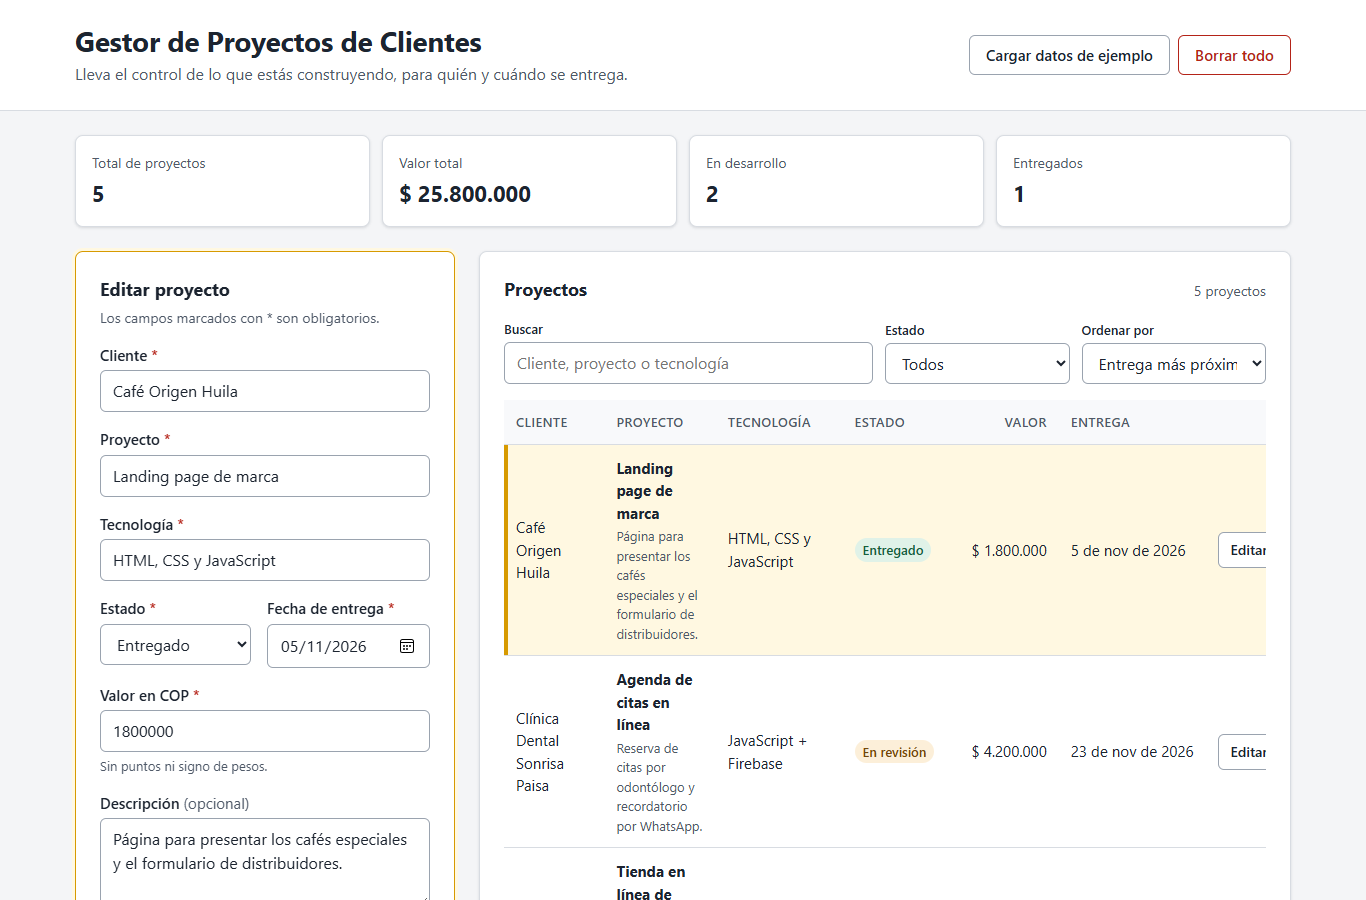 Gestor de Proyectos de Clientes
Lleva el control de lo que estás construyendo, para quién y cuándo se entrega.
Cargar datos de ejemplo
Borrar todo
Total de proyectos
5
Valor total
$ 25.800.000
En desarrollo
2
Entregados
1
Editar proyecto
Los campos marcados con * son obligatorios.
Cliente *
Café Origen Huila
Proyecto *
Landing page de marca
Tecnología *
HTML, CSS y JavaScript
Estado *
Entregado
Fecha de entrega *
05/11/2026
Valor en COP *
1800000
Sin puntos ni signo de pesos.
Descripción (opcional)
Página para presentar los cafés especiales
y el formulario de distribuidores.
Proyectos
5 proyectos
Buscar
Cliente, proyecto o tecnología
Estado
Todos
Ordenar por
Entrega más próxim
CLIENTE
PROYECTO
TECNOLOGÍA
ESTADO
VALOR
ENTREGA
Café
Origen
Huila
Landing
page de
marca
Página para
presentar los
cafés
especiales y el
formulario de
distribuidores.
HTML, CSS y
JavaScript
Entregado
$ 1.800.000
5 de nov de 2026
Editar
Clínica
Dental
Sonrisa
Paisa
Agenda de
citas en
línea
Reserva de
citas por
odontólogo y
recordatorio
por WhatsApp.
JavaScript +
Firebase
En revisión
$ 4.200.000
23 de nov de 2026
Editar
Tienda en
línea de